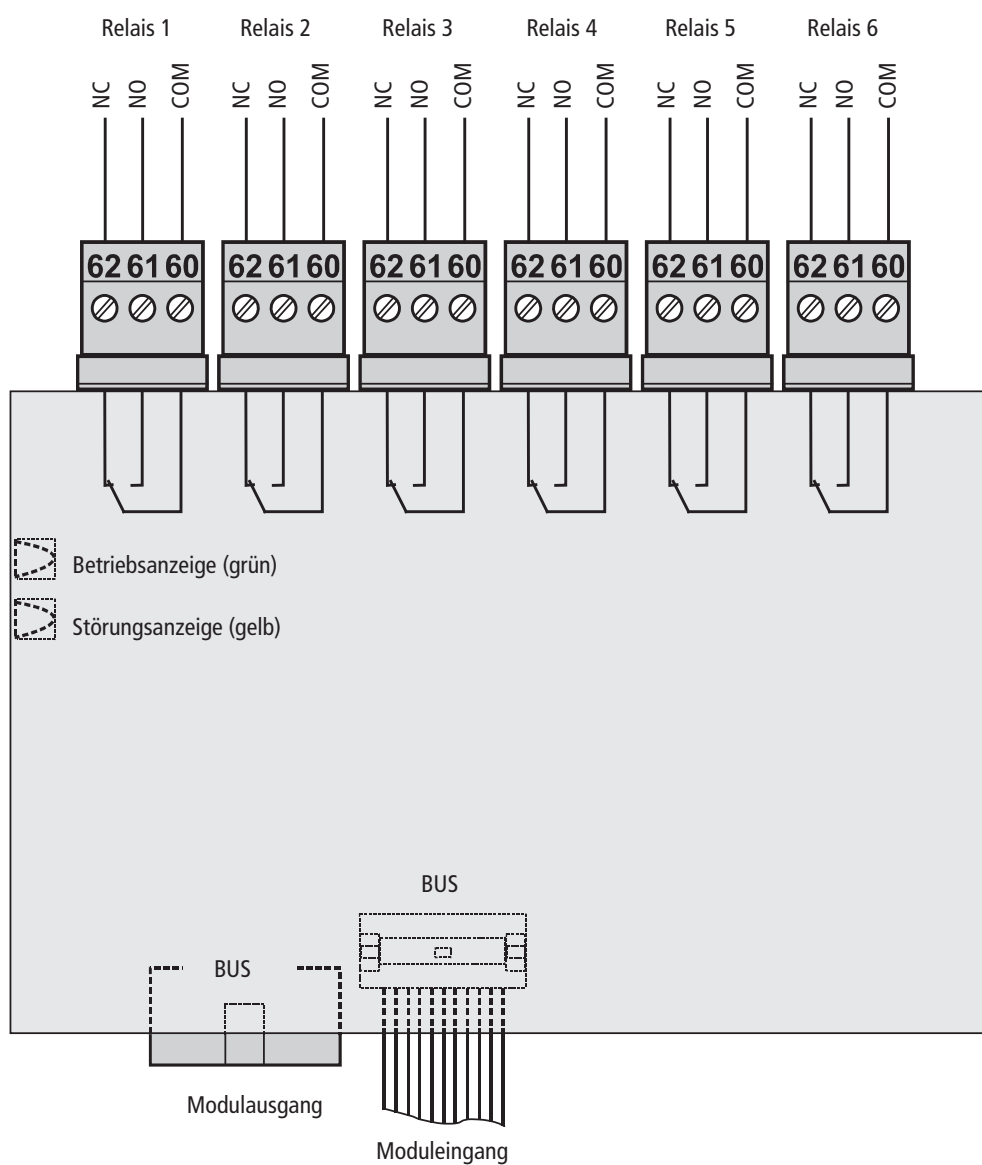 Relais 1 Relais 2 Relais 3 Relais 4 Relais 5 Relais 6
NC NO COM NC NO COM NC NO COM NC NO COM NC NO COM NC NO COM
62 61 60 62 61 60 62 61 60 62 61 60 62 61 60 62 61 60
Betriebsanzeige (grün)
Störungsanzeige (gelb)
BUS
BUS
Modulausgang
Moduleingang